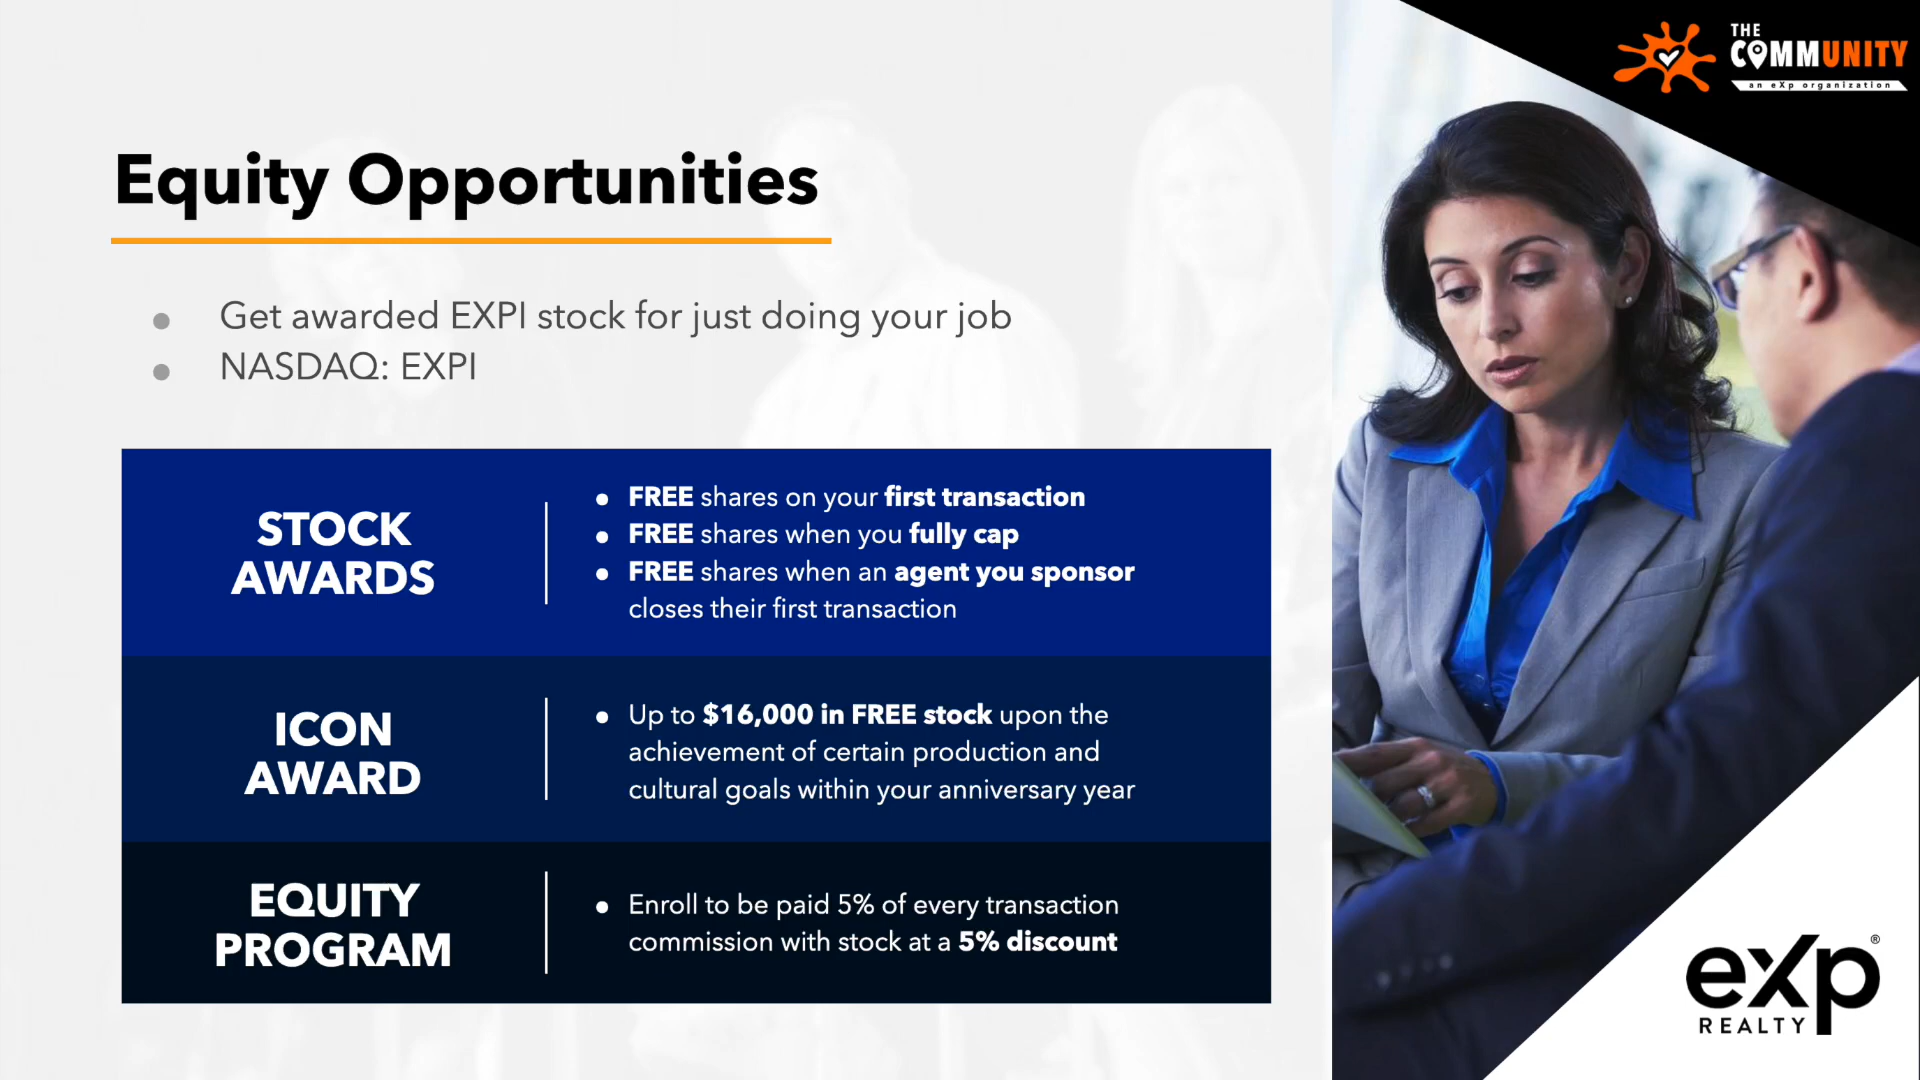 THE
COMMUNITY
an eXp organization
Equity Opportunities
Get awarded EXPI stock for just doing your job
NASDAQ: EXPI
STOCK
AWARDS
FREE shares on your first transaction
FREE shares when you fully cap
FREE shares when an agent you sponsor
closes their first transaction
ICON
AWARD
Up to $16,000 in FREE stock upon the
achievement of certain production and
cultural goals within your anniversary year
EQUITY
PROGRAM
Enroll to be paid 5% of every transaction
commission with stock at a 5% discount
eXp®
REALTY